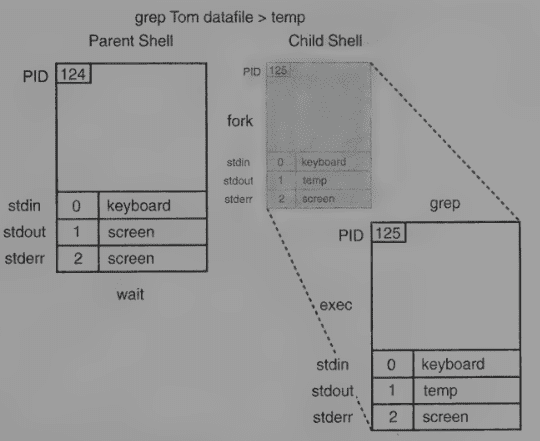 grep Tom datafile > temp
Parent Shell
Child Shell
PID 124
PID 125
fork
stdin 0 keyboard
stdout 1 temp
stderr 2 screen
stdin 0 keyboard
stdout 1 screen
stderr 2 screen
wait
grep
PID 125
exec
stdin 0 keyboard
stdout 1 temp
stderr 2 screen